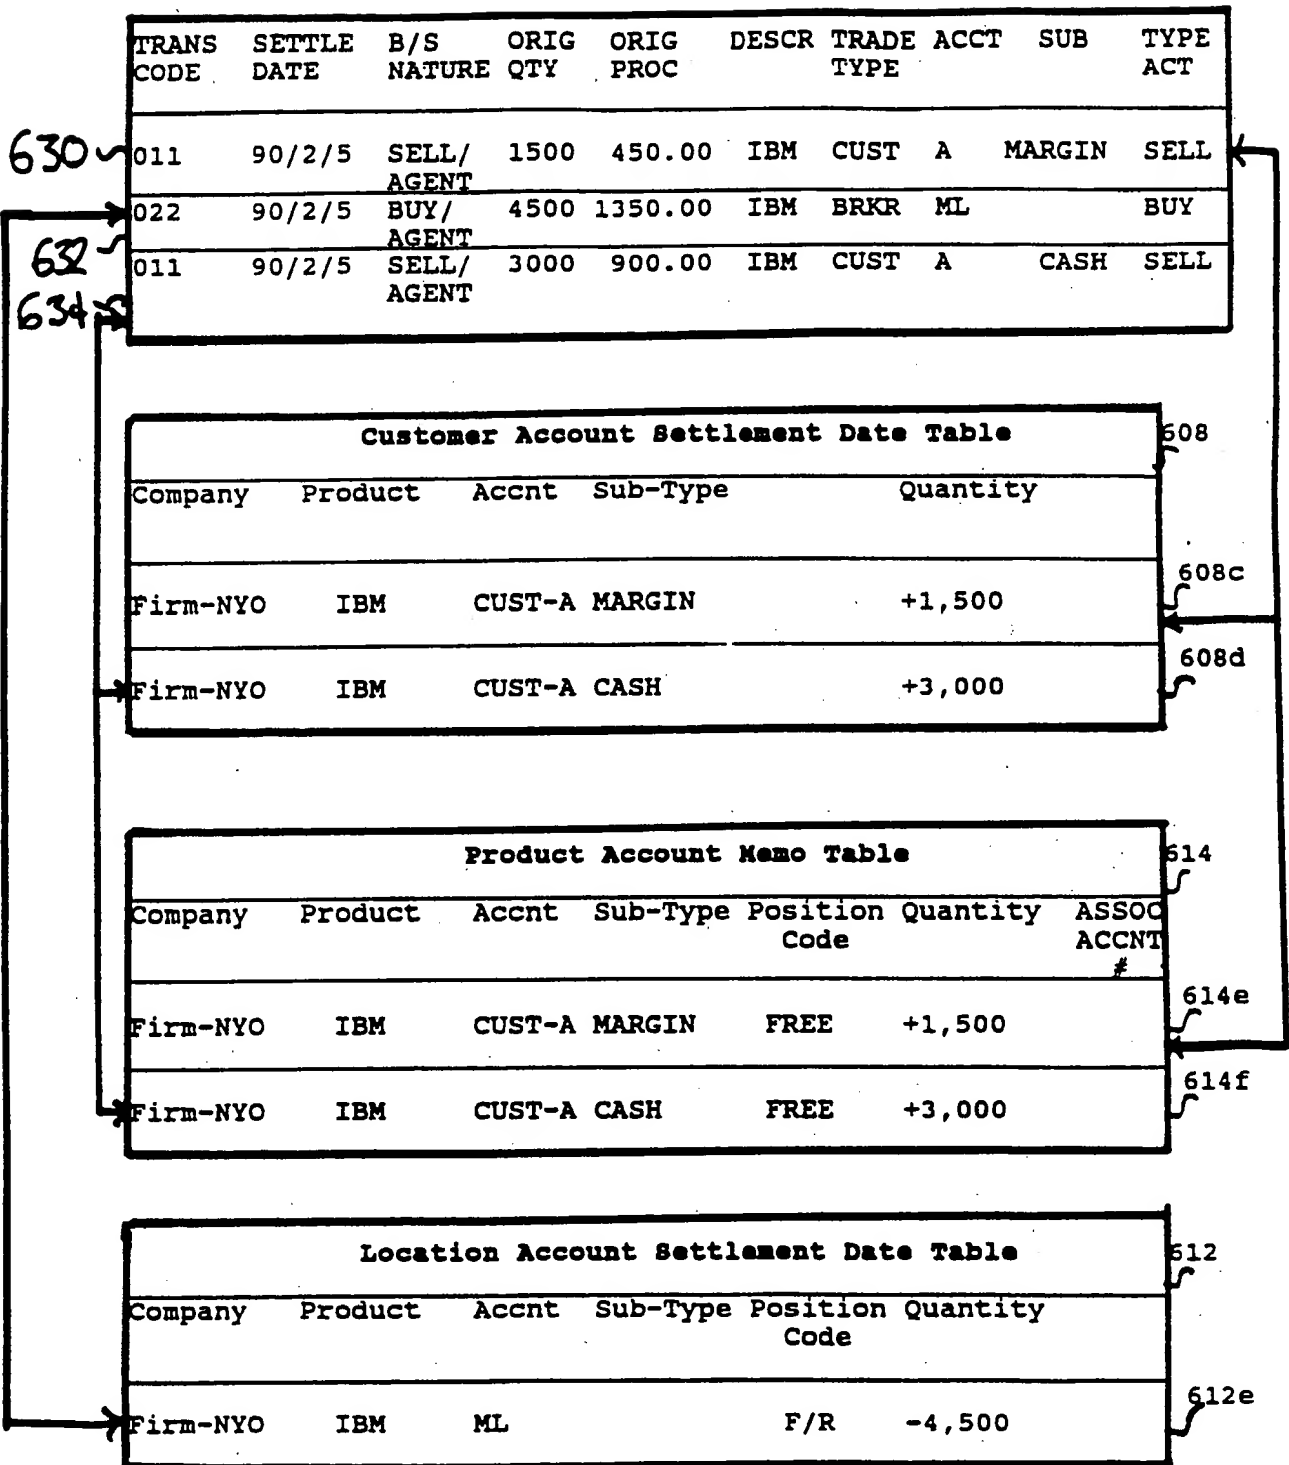 TRANS SETTLE B/S ORIG ORIG DESCR TRADE ACCT SUB TYPE
CODE DATE NATURE QTY PROC TYPE ACT
630 011 90/2/5 SELL/ 1500 450.00 IBM CUST A MARGIN SELL
AGENT
022 90/2/5 BUY/ 4500 1350.00 IBM BRKR ML BUY
632 AGENT
011 90/2/5 SELL/ 3000 900.00 IBM CUST A CASH SELL
634 AGENT
Customer Account Settlement Date Table 608
Company Product Accnt Sub-Type Quantity
608c
Firm-NYO IBM CUST-A MARGIN +1,500
608d
Firm-NYO IBM CUST-A CASH +3,000
Product Account Memo Table 614
Company Product Accnt Sub-Type Position Quantity ASSOC
Code ACCNT
#
614e
Firm-NYO IBM CUST-A MARGIN FREE +1,500
614f
Firm-NYO IBM CUST-A CASH FREE +3,000
Location Account Settlement Date Table 612
Company Product Accnt Sub-Type Position Quantity
Code
612e
Firm-NYO IBM ML F/R -4,500